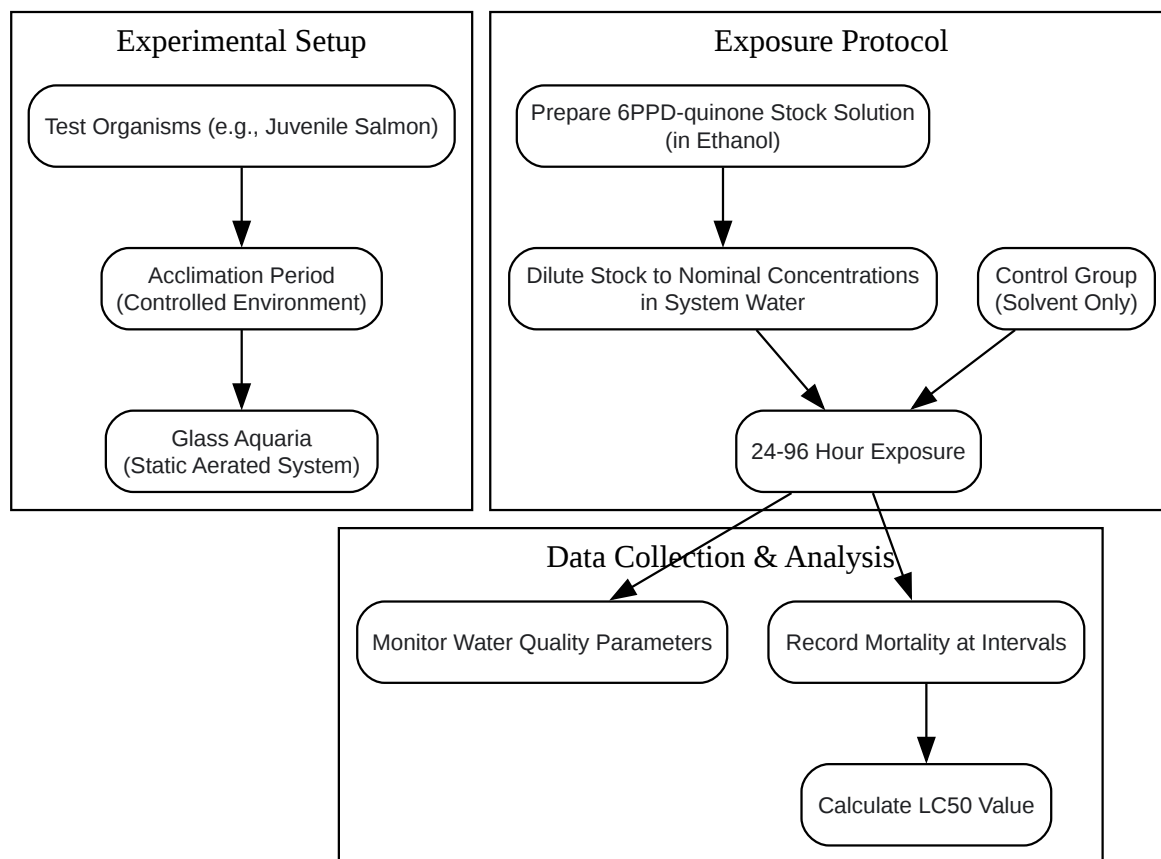 Experimental Setup
Test Organisms (e.g., Juvenile Salmon)
Acclimation Period
(Controlled Environment)
Glass Aquaria
(Static Aerated System)
Exposure Protocol
Prepare 6PPD-quinone Stock Solution
(in Ethanol)
Dilute Stock to Nominal Concentrations
in System Water
Control Group
(Solvent Only)
24-96 Hour Exposure
Data Collection & Analysis
Monitor Water Quality Parameters
Record Mortality at Intervals
Calculate LC50 Value